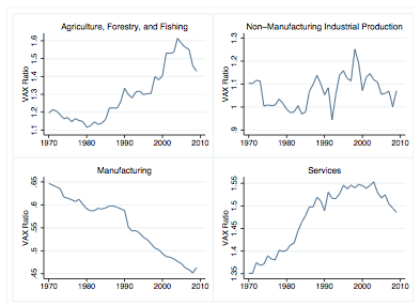 Agriculture, Forestry, and Fishing
VAX Ratio
1.1 1.2 1.3 1.4 1.5 1.6
1970 1980 1990 2000 2010
Non−Manufacturing Industrial Production
VAX Ratio
.9 1 1.1 1.2 1.3
1970 1980 1990 2000 2010
Manufacturing
VAX Ratio
.45 .5 .55 .6 .65
1970 1980 1990 2000 2010
Services
VAX Ratio
1.35 1.4 1.45 1.5 1.55
1970 1980 1990 2000 2010